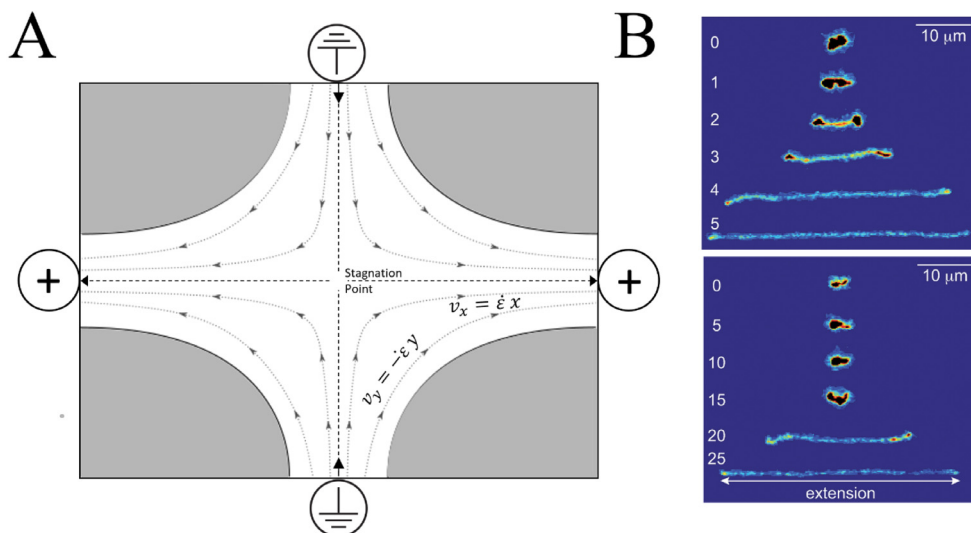 A
+
Stagnation
Point
+
vₓ = ε̇ x
v_y = −ε̇ y
B
10 μm
0
1
2
3
4
5
10 μm
0
5
10
15
20
25
extension